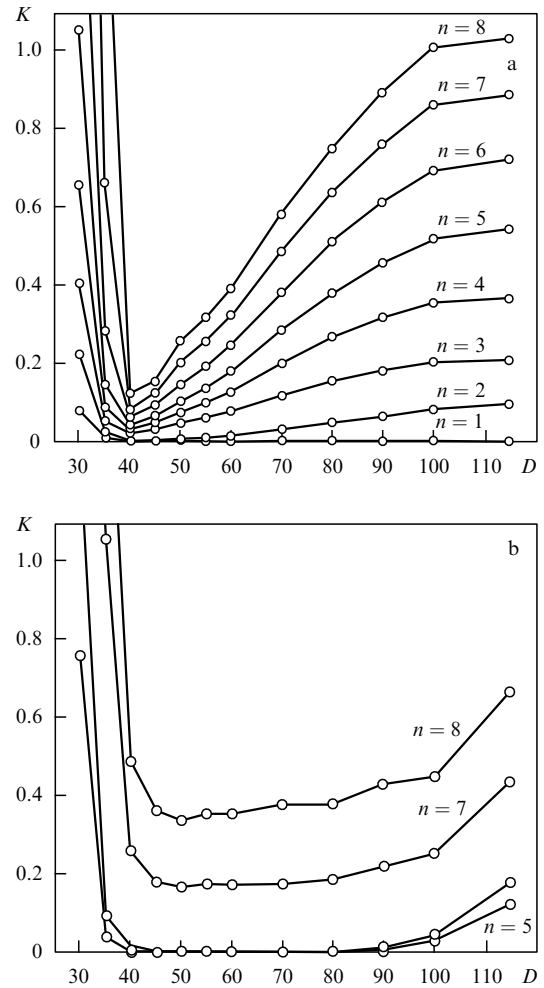 K
a
1.0
0.8
0.6
0.4
0.2
0
n = 8
n = 7
n = 6
n = 5
n = 4
n = 3
n = 2
n = 1
30 40 50 60 70 80 90 100 110 D
K
b
1.0
0.8
0.6
0.4
0.2
0
n = 8
n = 7
n = 5
30 40 50 60 70 80 90 100 110 D